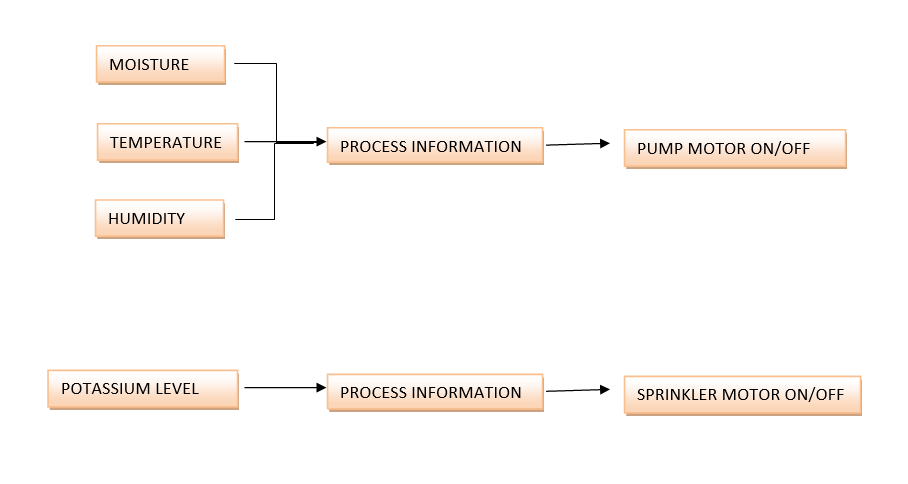 MOISTURE
TEMPERATURE
HUMIDITY
PROCESS INFORMATION
PUMP MOTOR ON/OFF
POTASSIUM LEVEL
PROCESS INFORMATION
SPRINKLER MOTOR ON/OFF